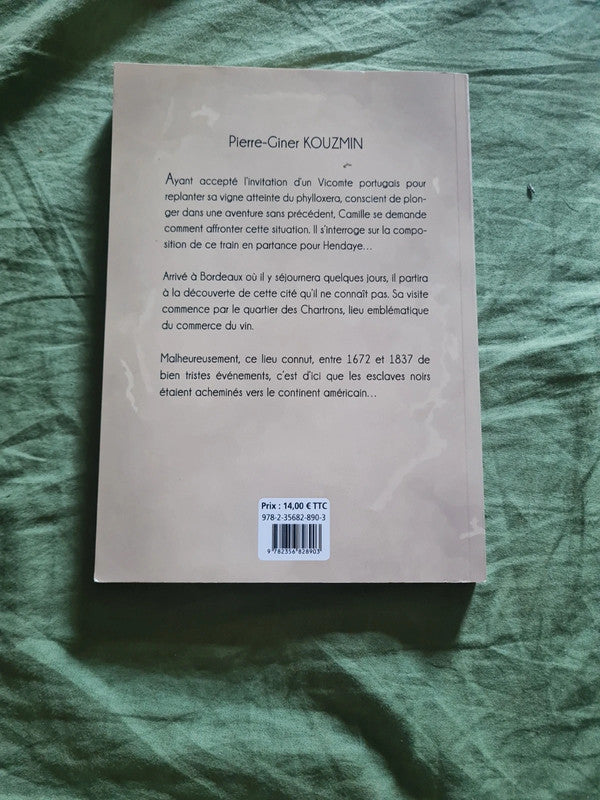 Pierre-Giner KOUZMIN
Ayant accepté l'invitation d'un Vicomte portugais pour
replanter sa vigne atteinte du phylloxera, conscient de plon-
ger dans une aventure sans précédent, Camille se demande
comment affronter cette situation. Il s'interroge sur la compo-
sition de ce train en partance pour Hendaye...
Arrivé à Bordeaux où il y séjournera quelques jours, il partira
à la découverte de cette cité qu'il ne connaît pas. Sa visite
commence par le quartier des Chartrons, lieu emblématique
du commerce du vin.
Malheureusement, ce lieu connut, entre 1672 et 1837 de
bien tristes événements, c'est d'ici que les esclaves noirs
étaient acheminés vers le continent américain...
Prix : 14,00 € TTC
978-2-35682-890-3
9 782356 828903